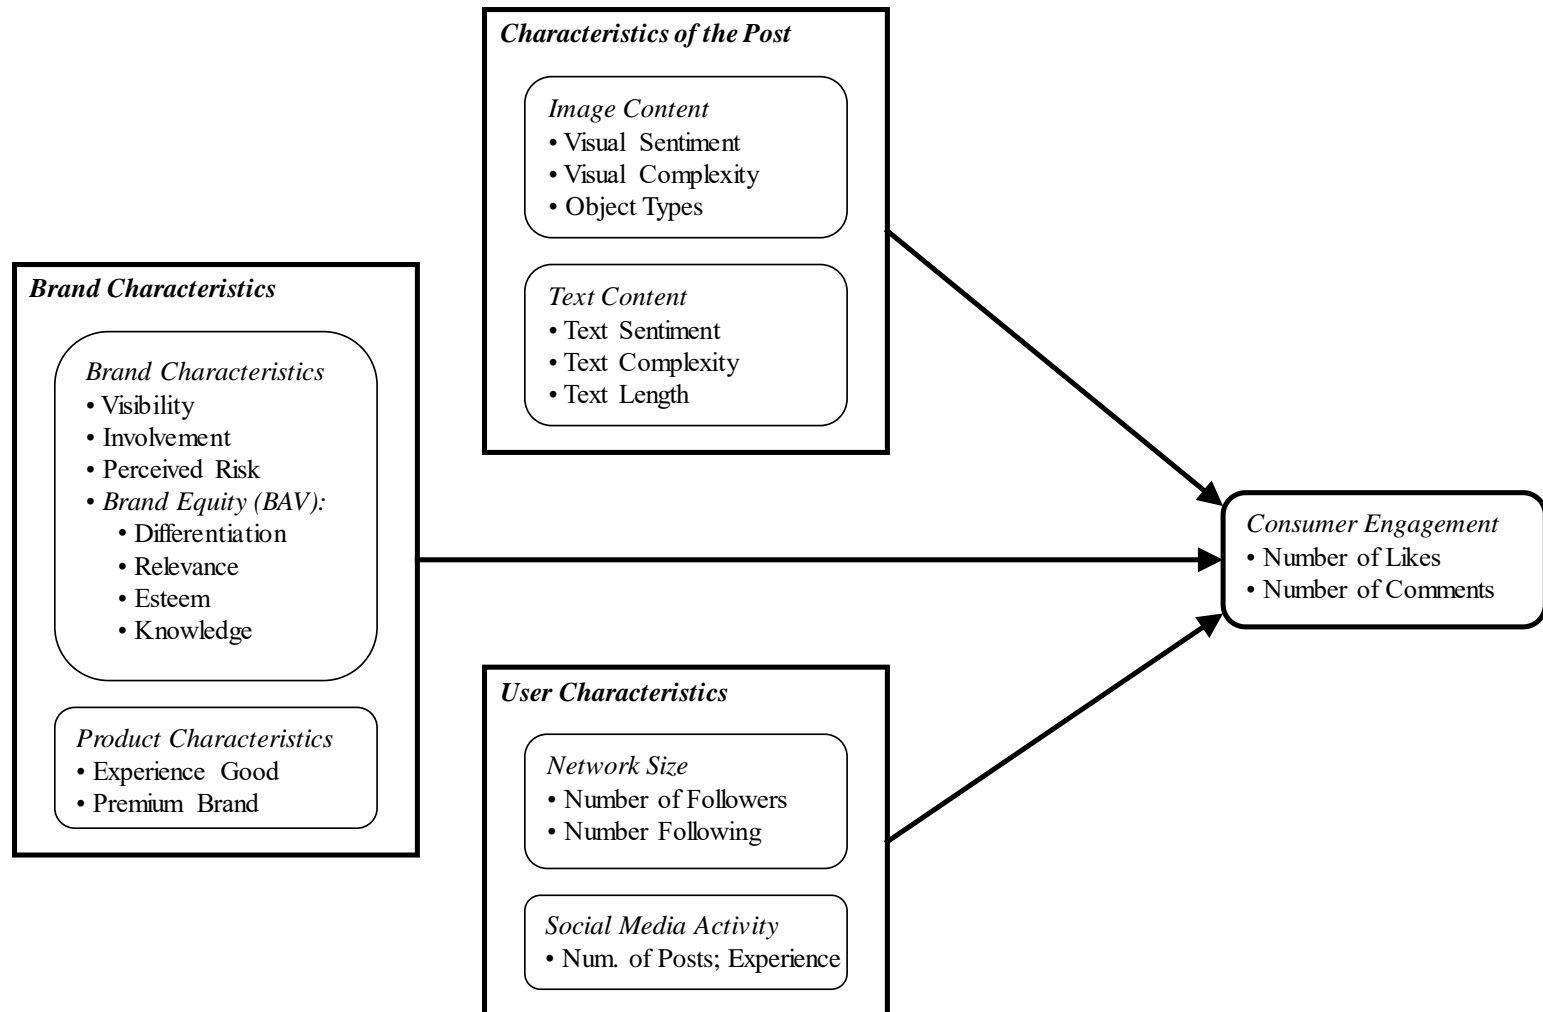 Characteristics of the Post
Image Content
• Visual Sentiment
• Visual Complexity
• Object Types
Text Content
• Text Sentiment
• Text Complexity
• Text Length
Brand Characteristics
Brand Characteristics
• Visibility
• Involvement
• Perceived Risk
• Brand Equity (BAV):
• Differentiation
• Relevance
• Esteem
• Knowledge
Product Characteristics
• Experience Good
• Premium Brand
User Characteristics
Network Size
• Number of Followers
• Number Following
Social Media Activity
• Num. of Posts; Experience
Consumer Engagement
• Number of Likes
• Number of Comments